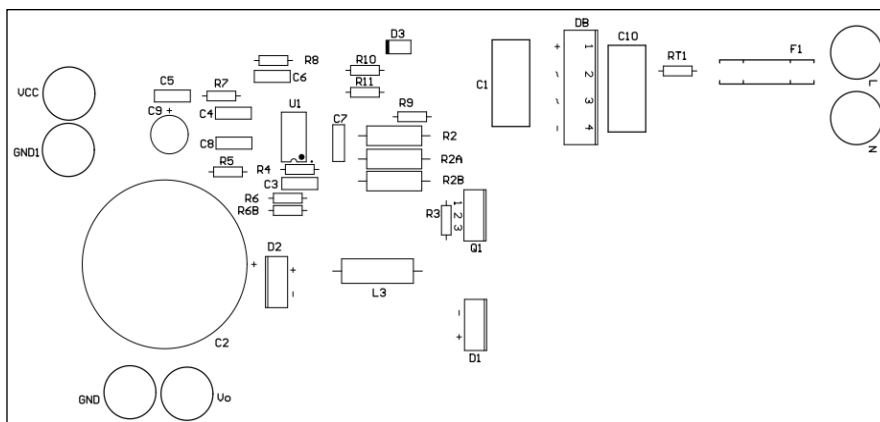 DB
D3
C10
F1
R8
R10
RT1
+
1
C5
R7
C6
R11
C1
~
2
L
VCC
C9 +
C4
U1
C7
R9
~
3
R2
-
4
GND1
C8
R2A
N
R5
R4
C3
R2B
R6
R6B
R3
1
2
3
Q1
D2
+
+
-
L3
-
+
D1
C2
GND
Vo